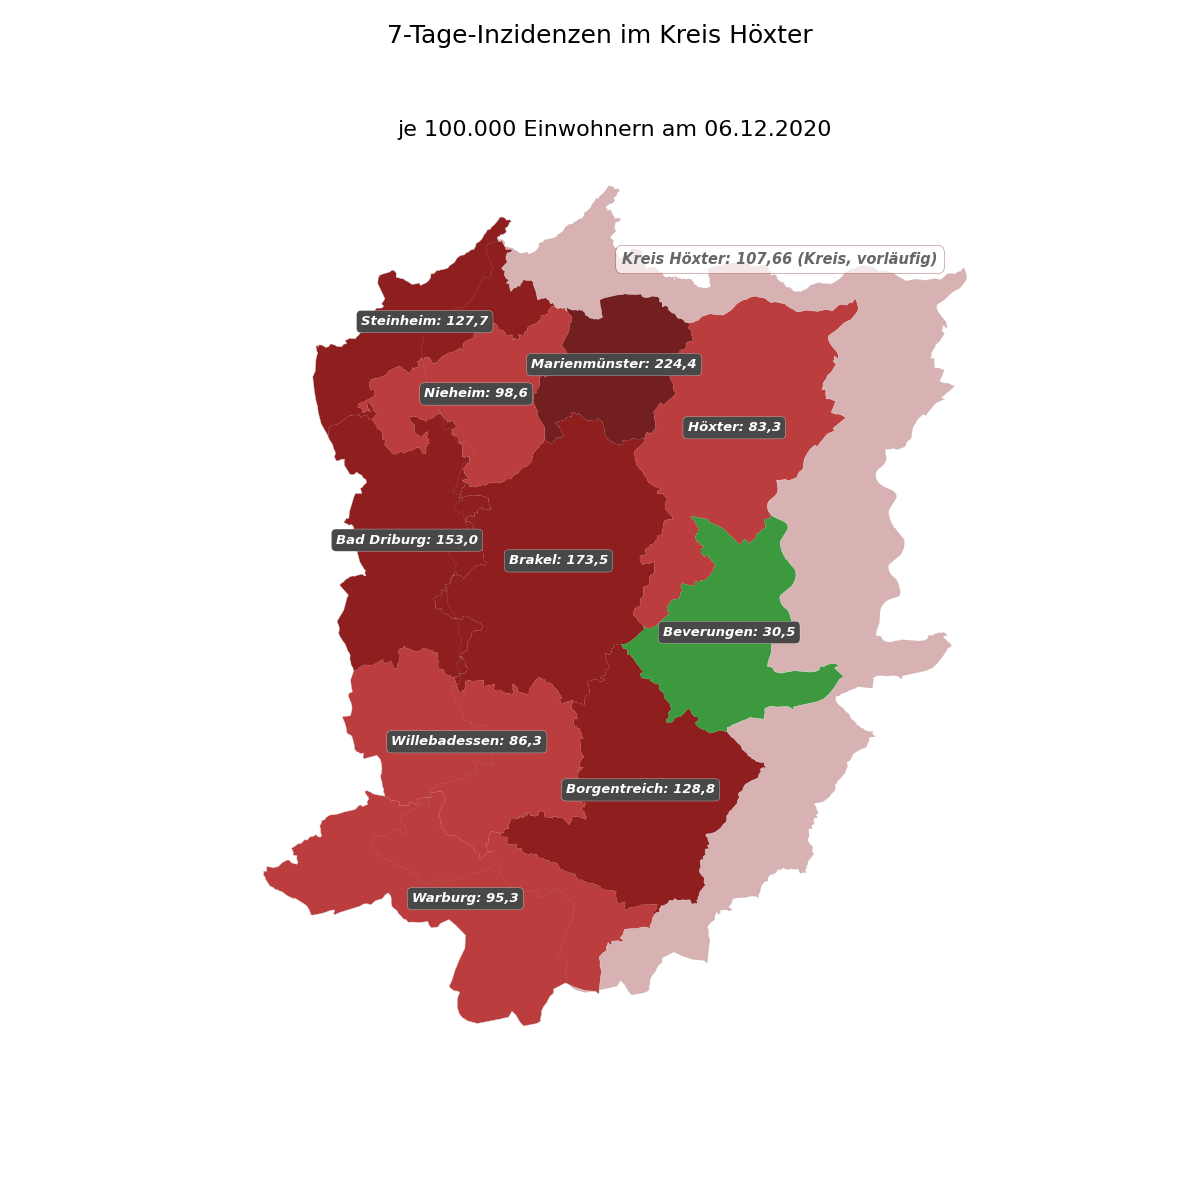 7-Tage-Inzidenzen im Kreis Höxter
je 100.000 Einwohnern am 06.12.2020
Kreis Höxter: 107,66 (Kreis, vorläufig)
Steinheim: 127,7
Marienmünster: 224,4
Nieheim: 98,6
Höxter: 83,3
Bad Driburg: 153,0
Brakel: 173,5
Beverungen: 30,5
Willebadessen: 86,3
Borgentreich: 128,8
Warburg: 95,3